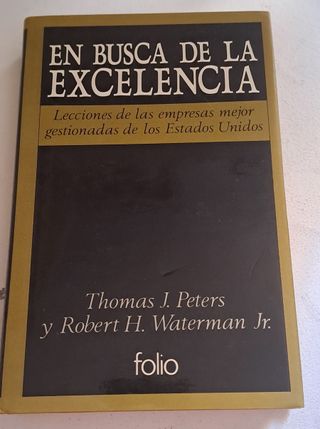 EN BUSCA DE LA
EXCELENCIA
Lecciones de las empresas mejor
gestionadas de los Estados Unidos
Thomas J. Peters
y Robert H. Waterman Jr.
folio